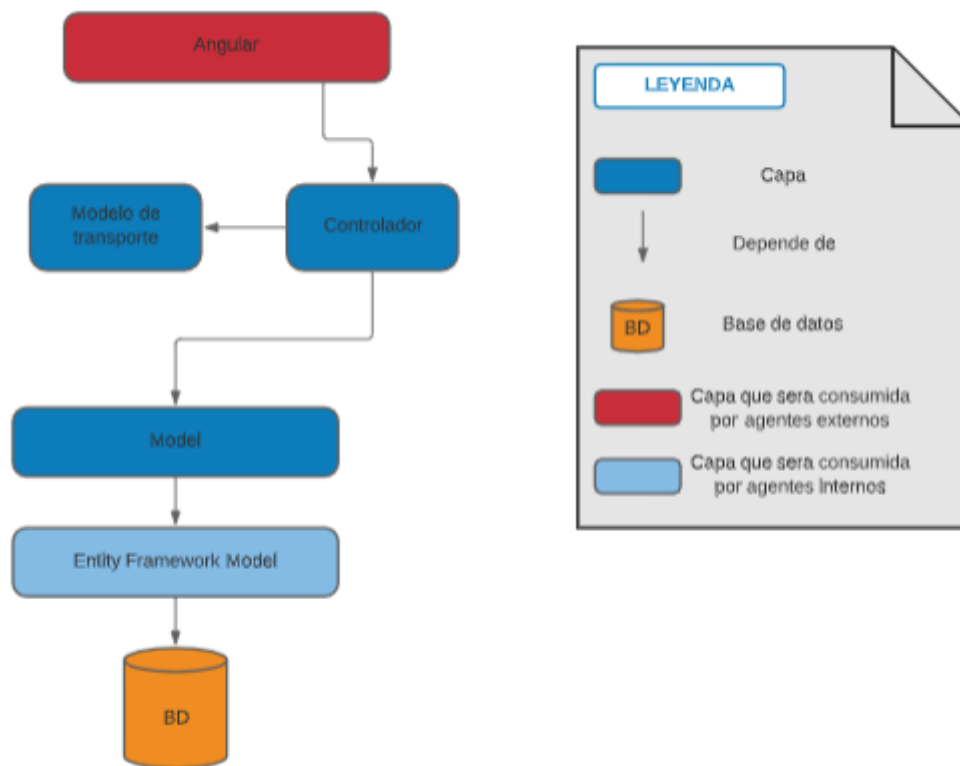 Angular
Modelo de
transporte
Controlador
Model
Entity Framework Model
BD
LEYENDA
Capa
Depende de
BD
Base de datos
Capa que sera consumida
por agentes externos
Capa que sera consumida
por agentes Internos